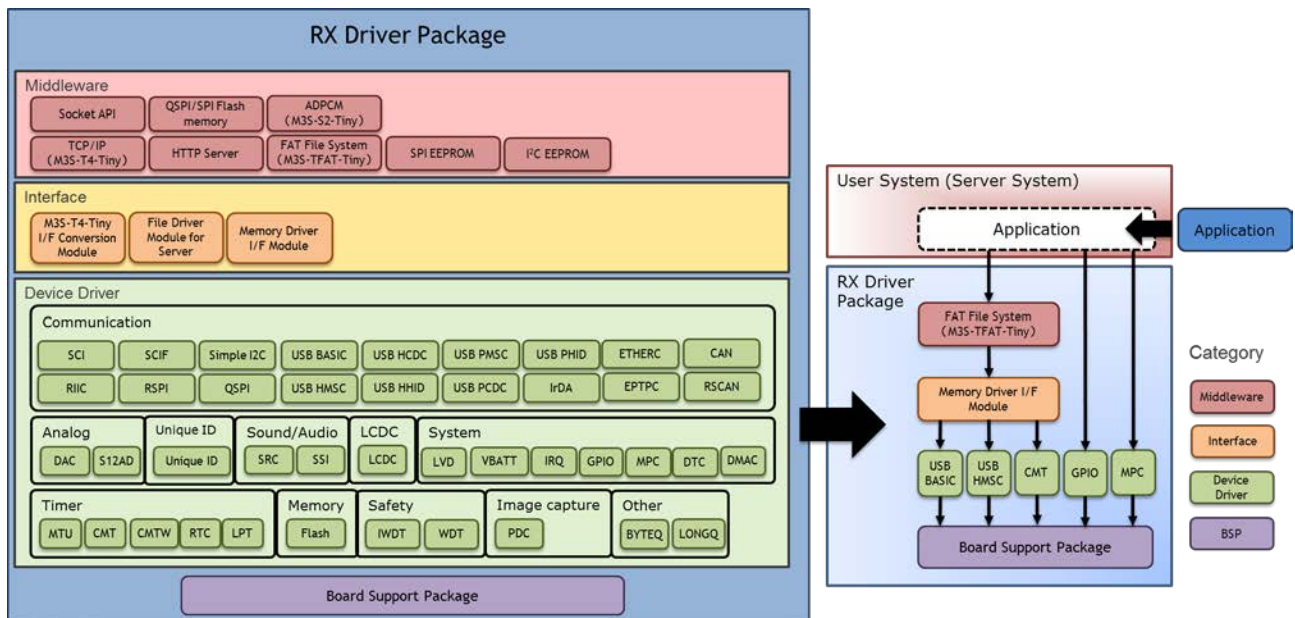 RX Driver Package
Middleware
Socket API
QSPI/SPI Flash
memory
ADPCM
(M3S-S2-Tiny)
TCP/IP
(M3S-T4-Tiny)
HTTP Server
FAT File System
(M3S-TFAT-Tiny)
SPI EEPROM
I²C EEPROM
Interface
M3S-T4-Tiny
I/F Conversion
Module
File Driver
Module for
Server
Memory Driver
I/F Module
Device Driver
Communication
SCI
SCIF
Simple I2C
USB BASIC
USB HCDC
USB PMSC
USB PHID
ETHERC
CAN
RIIC
RSPI
QSPI
USB HMSC
USB HHID
USB PCDC
IrDA
EPTPC
RSCAN
Analog
DAC
S12AD
Unique ID
Unique ID
Sound/Audio
SRC
SSI
LCDC
LCDC
System
LVD
VBATT
IRQ
GPIO
MPC
DTC
DMAC
Timer
MTU
CMT
CMTW
RTC
LPT
Memory
Flash
Safety
IWDT
WDT
Image capture
PDC
Other
BYTEQ
LONGQ
Board Support Package
User System (Server System)
Application
Application
RX Driver
Package
FAT File System
(M3S-TFAT-Tiny)
Memory Driver I/F
Module
USB
BASIC
USB
HMSC
CMT
GPIO
MPC
Board Support Package
Category
Middleware
Interface
Device
Driver
BSP